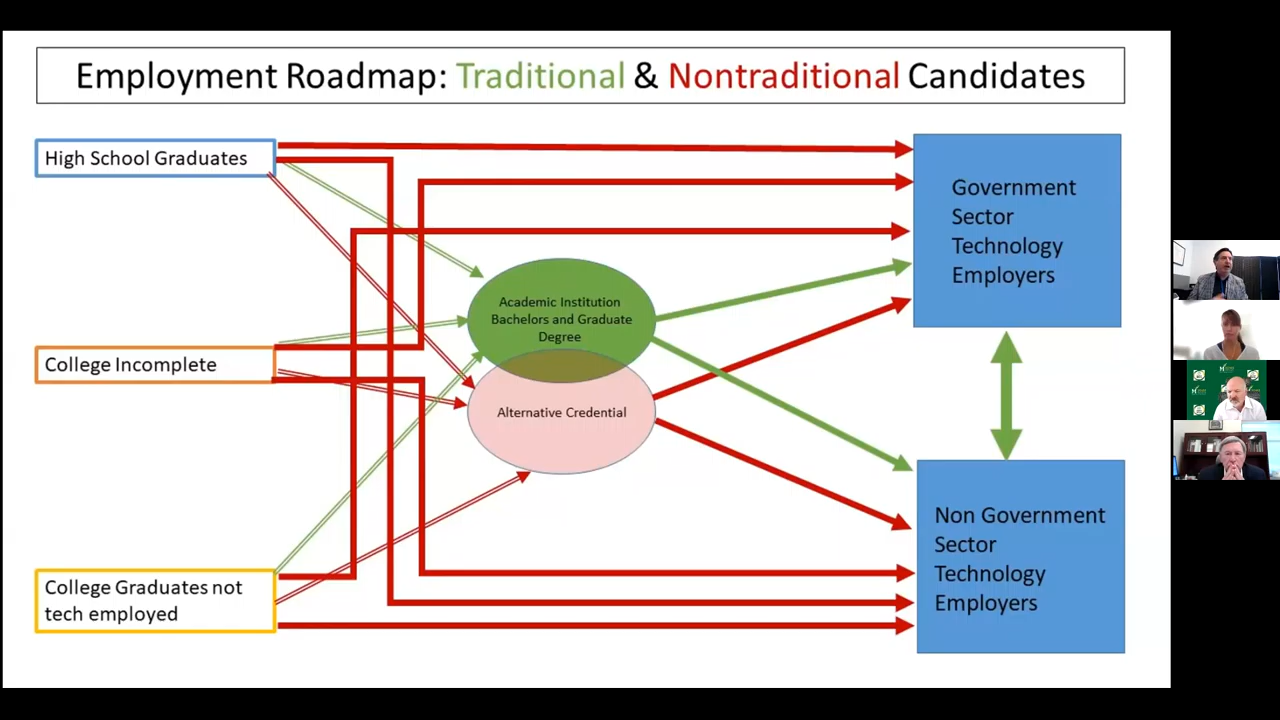 Employment Roadmap: Traditional & Nontraditional Candidates
High School Graduates
College Incomplete
College Graduates not
tech employed
Academic Institution
Bachelors and Graduate
Degree
Alternative Credential
Government
Sector
Technology
Employers
Non Government
Sector
Technology
Employers